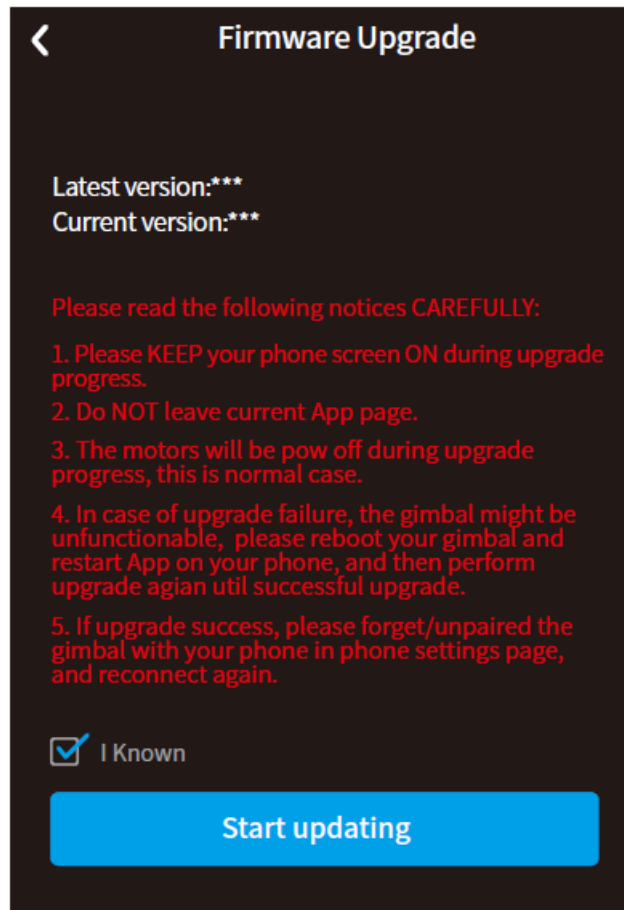 Firmware Upgrade
Latest version:***
Current version:***
Please read the following notices CAREFULLY:
1. Please KEEP your phone screen ON during upgrade
progress.
2. Do NOT leave current App page.
3. The motors will be pow off during upgrade
progress, this is normal case.
4. In case of upgrade failure, the gimbal might be
unfunctionable, please reboot your gimbal and
restart App on your phone, and then perform
upgrade agian util successful upgrade.
5. If upgrade success, please forget/unpaired the
gimbal with your phone in phone settings page,
and reconnect again.
I Known
Start updating